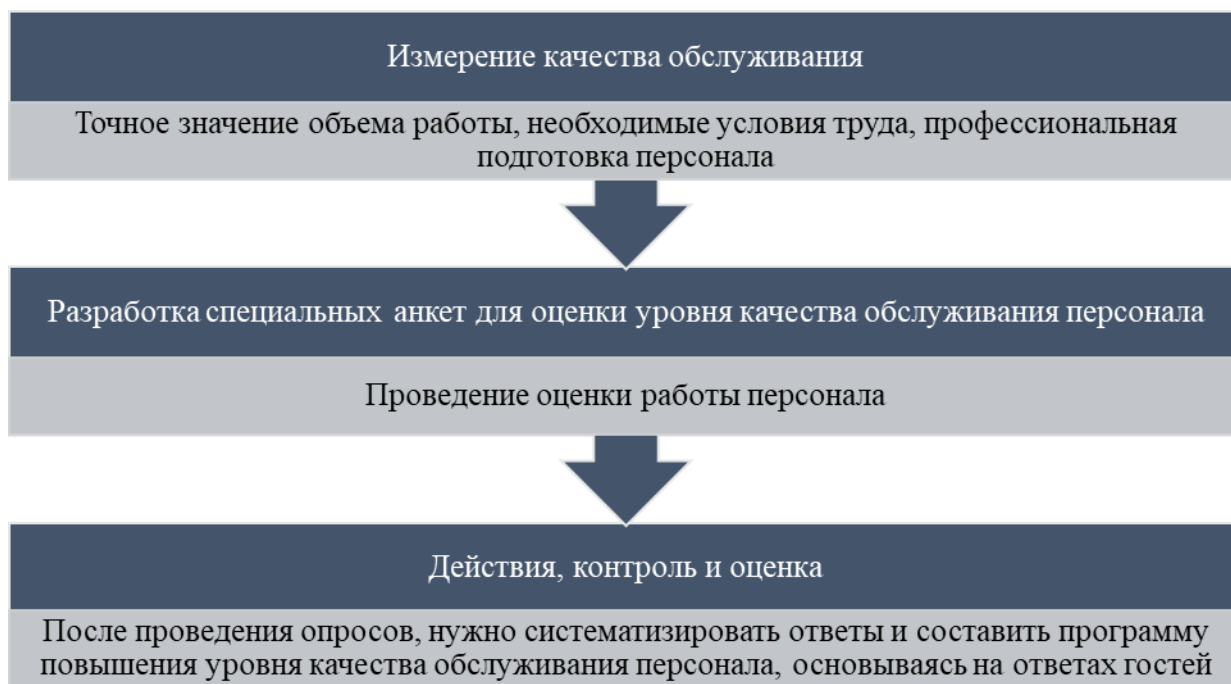 Измерение качества обслуживания
Точное значение объема работы, необходимые условия труда, профессиональная
подготовка персонала
Разработка специальных анкет для оценки уровня качества обслуживания персонала
Проведение оценки работы персонала
Действия, контроль и оценка
После проведения опросов, нужно систематизировать ответы и составить программу
повышения уровня качества обслуживания персонала, основываясь на ответах гостей